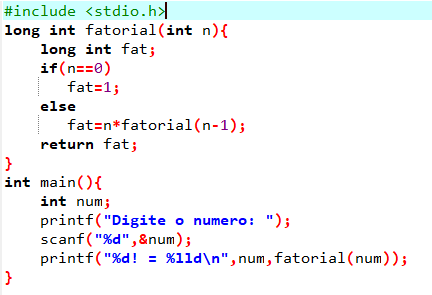 #include <stdio.h>
long int fatorial(int n){
    long int fat;
    if(n==0)
       fat=1;
    else
       fat=n*fatorial(n-1);
    return fat;
}
int main(){
    int num;
    printf("Digite o numero: ");
    scanf("%d",&num);
    printf("%d! = %lld\n",num,fatorial(num));
}